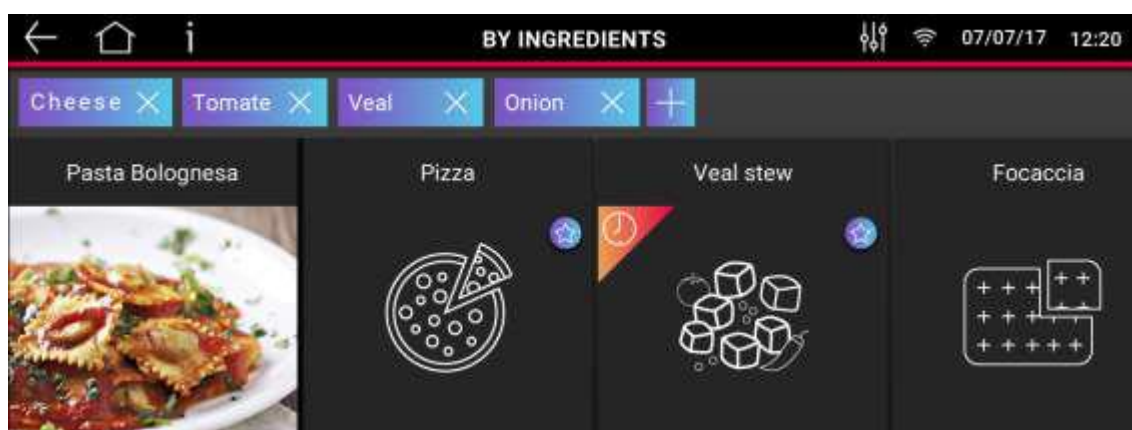 BY INGREDIENTS 07/07/17 12:20
Cheese Tomate Veal Onion
Pasta Bolognesa Pizza Veal stew Focaccia